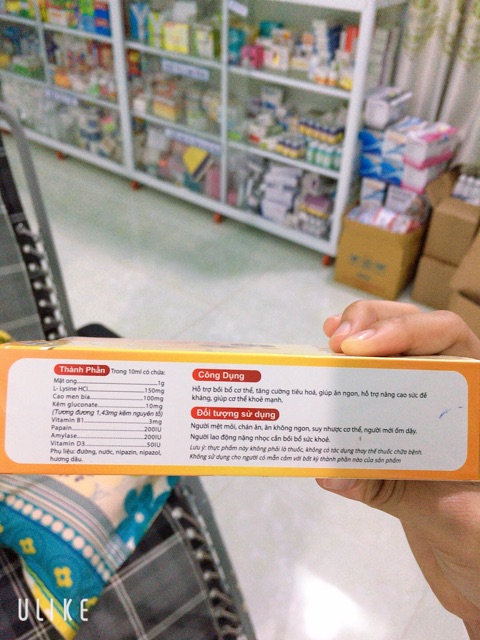 Thành Phần Trong 10ml có chứa:
Mật ong 1g
L- Lysine HCl 150mg
Cao men bia 100mg
Kẽm gluconate 10mg
(Tương đương 1,43mg kẽm nguyên tố)
Vitamin B1 3mg
Papain 200IU
Amylase 200IU
Vitamin D3 50IU
Phụ liệu: đường, nước, nipazin, nipazol,
hương dâu.
Công Dụng
Hỗ trợ bồi bổ cơ thể, tăng cường tiêu hoá, giúp ăn ngon, hỗ trợ nâng cao sức đề
kháng, giúp cơ thể khoẻ mạnh.
Đối tượng sử dụng
Người mệt mỏi, chán ăn, ăn không ngon, suy nhược cơ thể, người mới ốm dậy.
Người lao động nặng nhọc cần bồi bổ sức khoẻ.
Lưu ý: thực phẩm này không phải là thuốc, không có tác dụng thay thế thuốc chữa bệnh.
Không sử dụng cho người có mẫn cảm với bất kỳ thành phần nào của sản phẩm
ULIKE